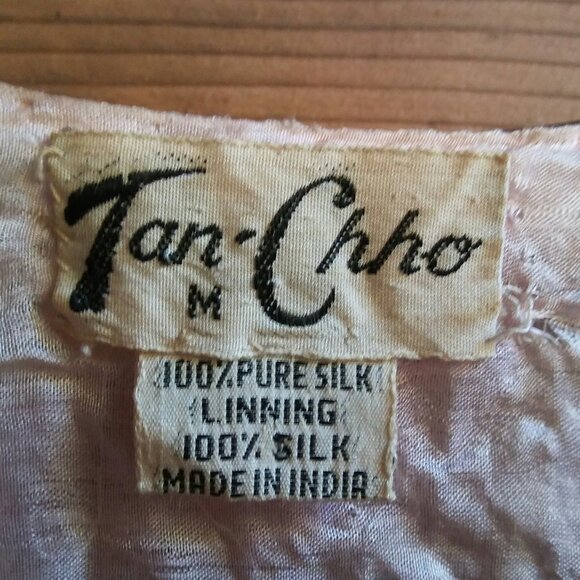 Tan-Chho
M
100% PURE SILK
LINNING
100% SILK
MADE IN INDIA